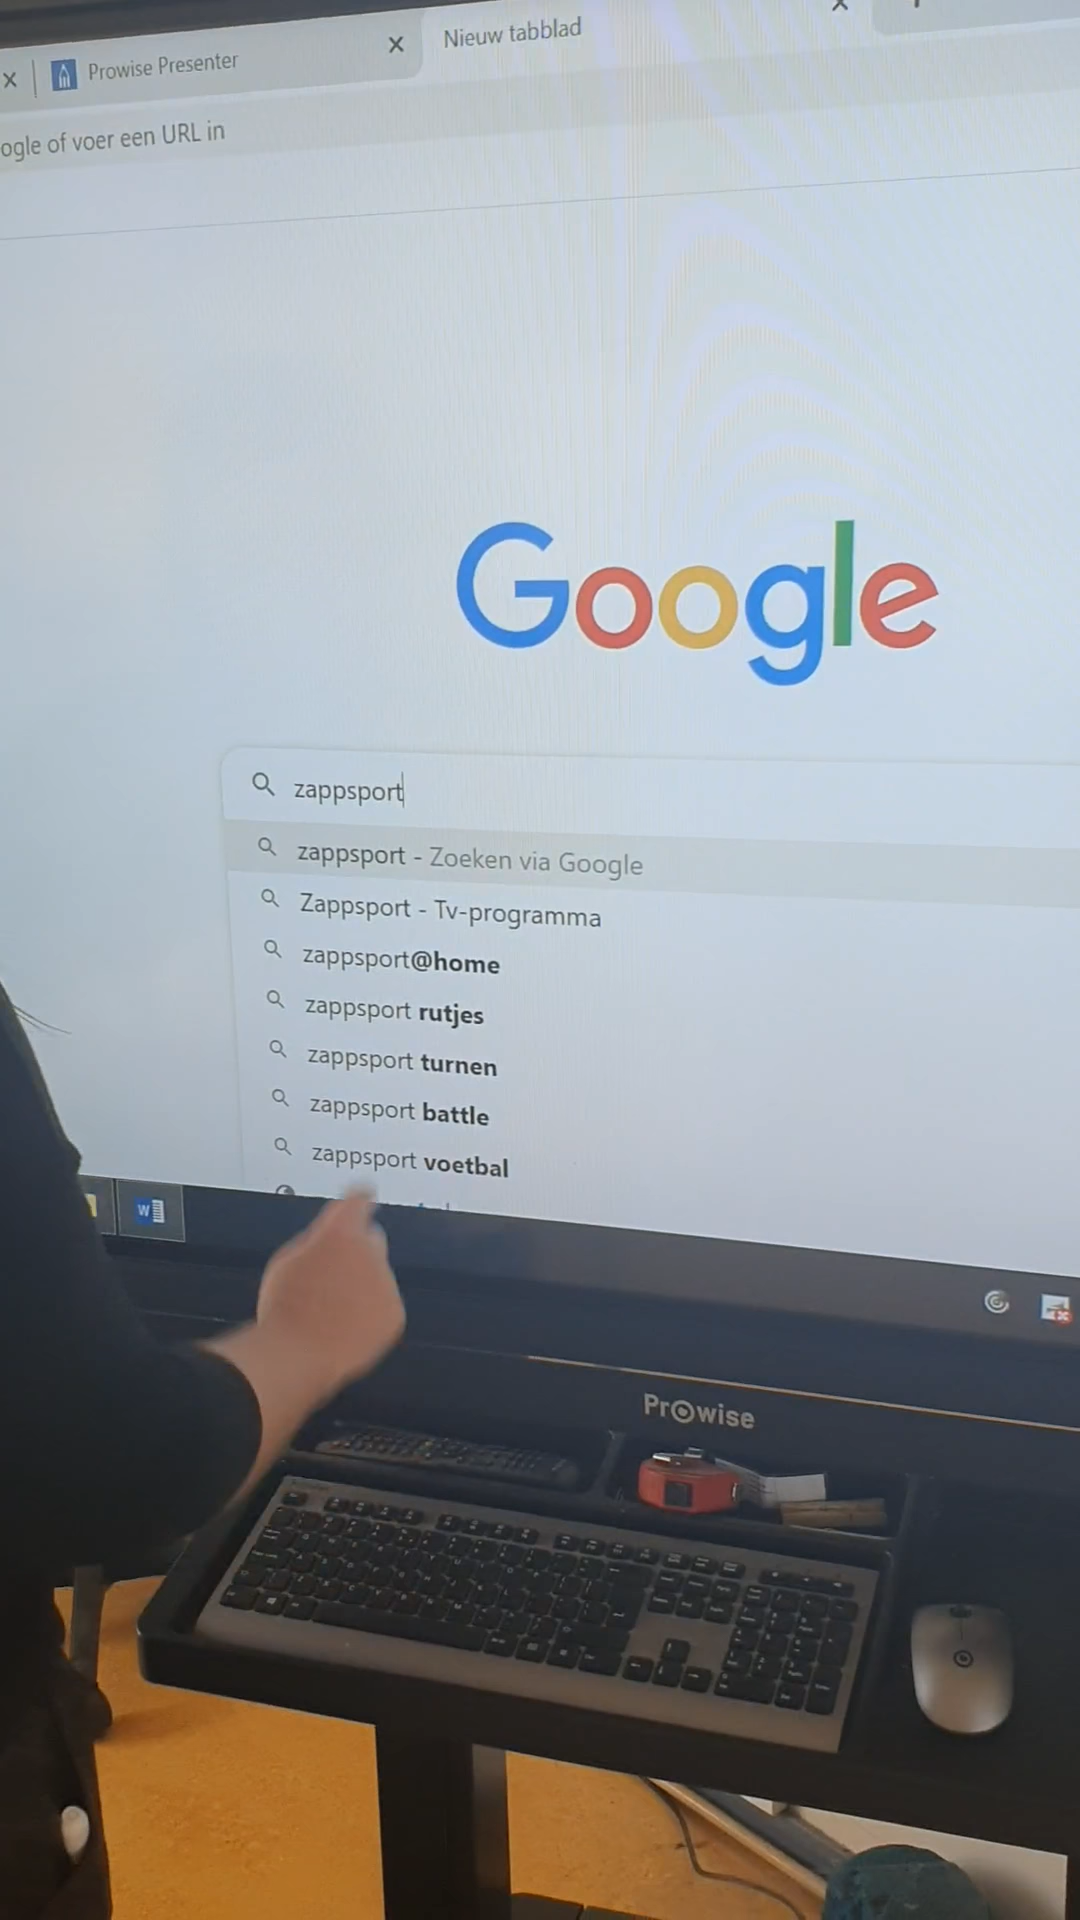 Prowise Presenter
Nieuw tabblad
ogle of voer een URL in
Google
zappsport
zappsport - Zoeken via Google
Zappsport - Tv-programma
zappsport@home
zappsport rutjes
zappsport turnen
zappsport battle
zappsport voetbal
W
Prowise